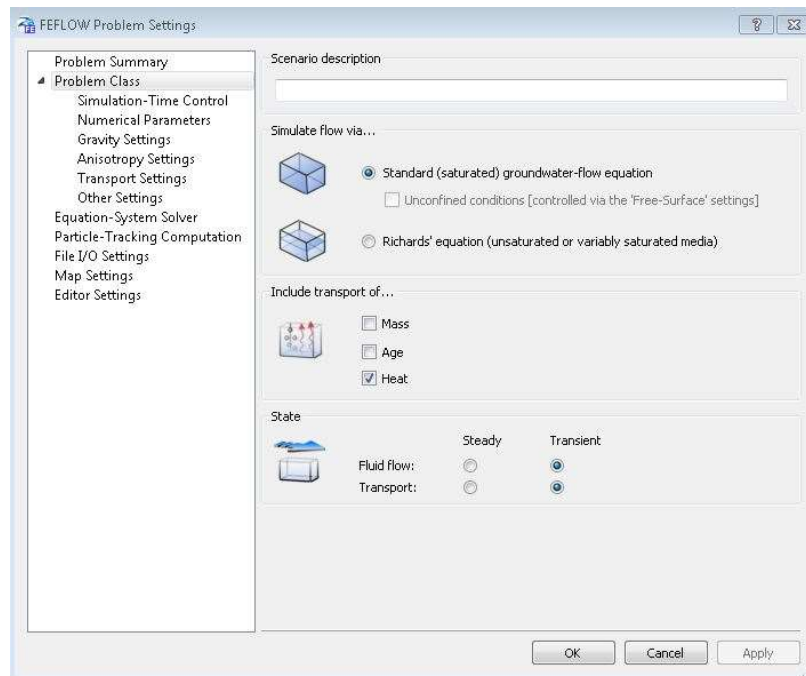 FEFLOW Problem Settings
Problem Summary
Problem Class
Simulation-Time Control
Numerical Parameters
Gravity Settings
Anisotropy Settings
Transport Settings
Other Settings
Equation-System Solver
Particle-Tracking Computation
File I/O Settings
Map Settings
Editor Settings
Scenario description
Simulate flow via...
Standard (saturated) groundwater-flow equation
Unconfined conditions [controlled via the 'Free-Surface' settings]
Richards' equation (unsaturated or variably saturated media)
Include transport of...
Mass
Age
Heat
State
Steady Transient
Fluid flow:
Transport:
OK Cancel Apply